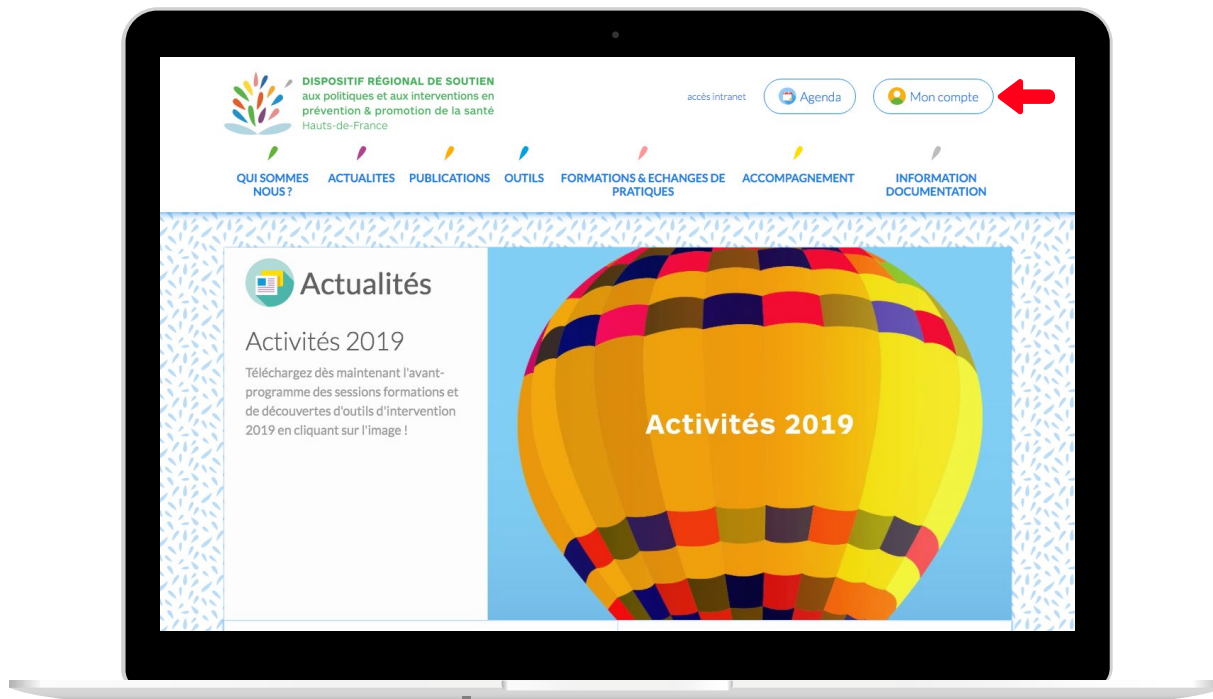 DISPOSITIF RÉGIONAL DE SOUTIEN
aux politiques et aux interventions en
prévention & promotion de la santé
Hauts-de-France
accès intranet
Agenda
Mon compte
QUI SOMMES
NOUS ?
ACTUALITES
PUBLICATIONS
OUTILS
FORMATIONS & ECHANGES DE
PRATIQUES
ACCOMPAGNEMENT
INFORMATION
DOCUMENTATION
Actualités
Activités 2019
Téléchargez dès maintenant l'avant-
programme des sessions formations et
de découvertes d'outils d'intervention
2019 en cliquant sur l'image !
Activités 2019